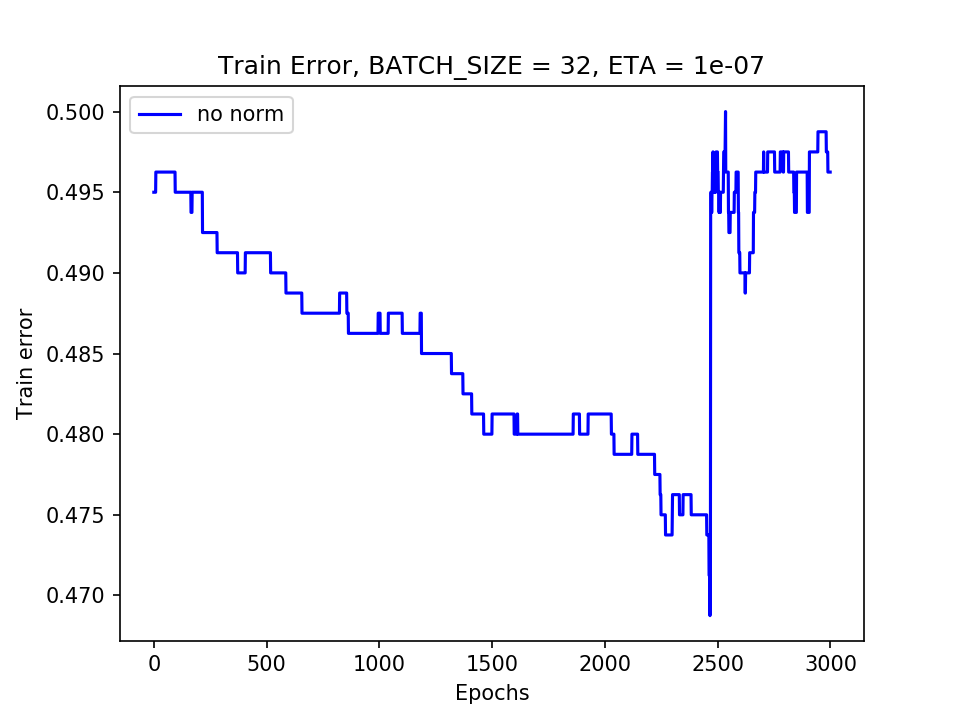 Train Error, BATCH_SIZE = 32, ETA = 1e-07
no norm
0.500
0.495
0.490
0.485
0.480
0.475
0.470
Train error
0 500 1000 1500 2000 2500 3000
Epochs